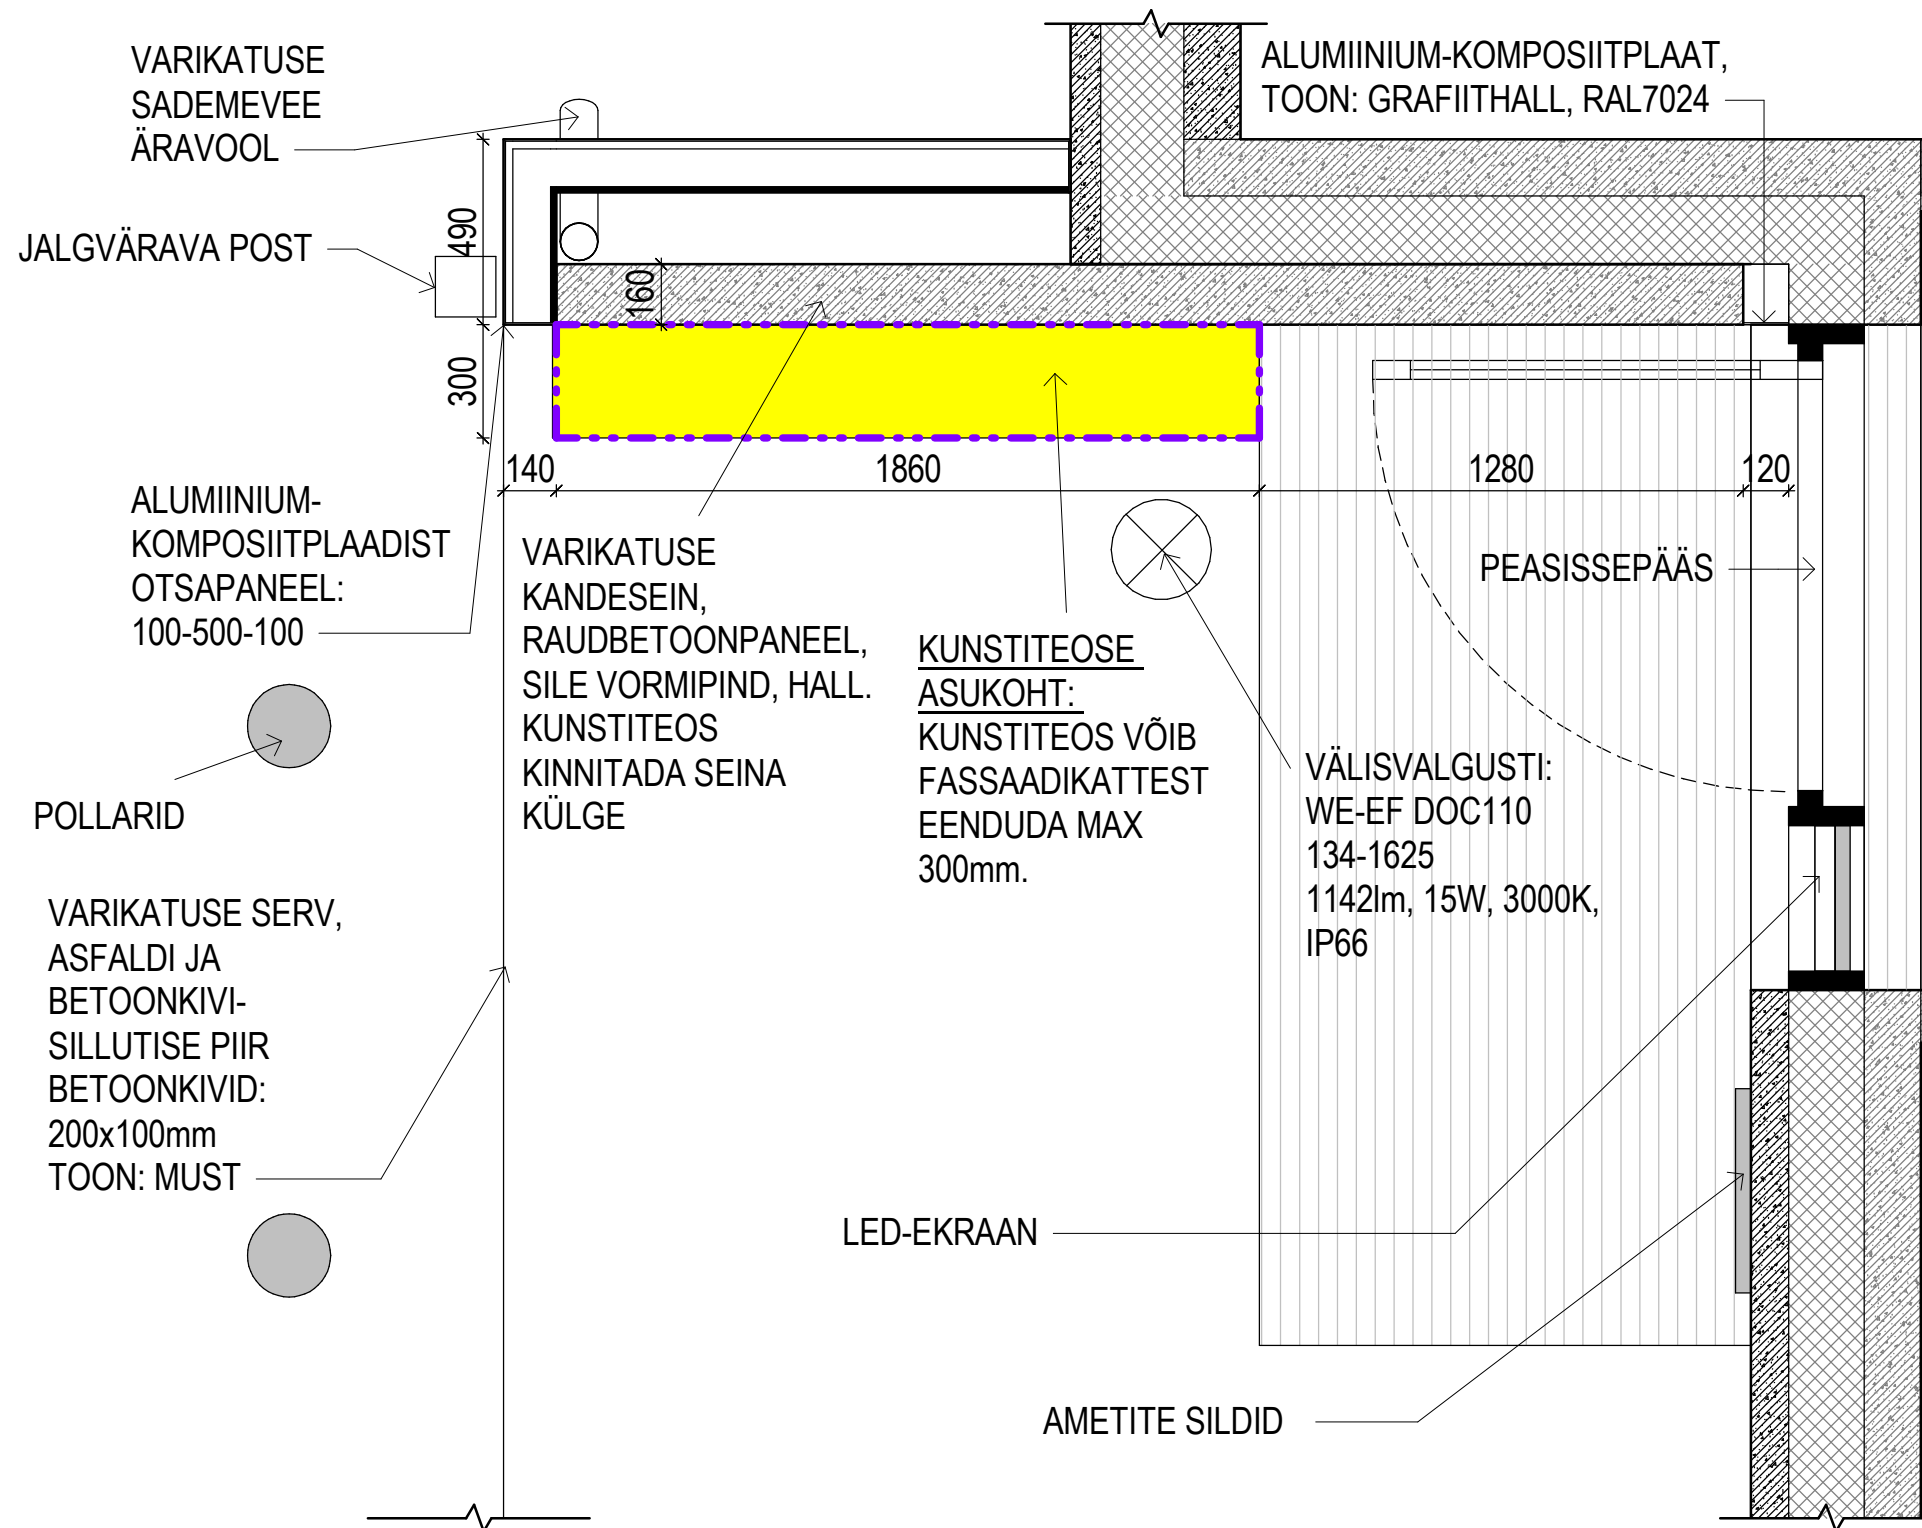 VARIKATUSE
SADEMEVEE
ÄRAVOOL
ALUMIINIUM-KOMPOSIITPLAAT,
TOON: GRAFIITHALL, RAL7024
JALGVÄRAVA POST
490
160
300
140
1860
1280
120
ALUMIINIUM-
KOMPOSIITPLAADIST
OTSAPANEEL:
100-500-100
VARIKATUSE
KANDESEIN,
RAUDBETOONPANEEL,
SILE VORMIPIND, HALL.
KUNSTITEOS
KINNITADA SEINA
KÜLGE
KUNSTITEOSE
ASUKOHT:
KUNSTITEOS VÕIB
FASSAADIKATTEST
EENDUDA MAX
300mm.
PEASISSEPÄÄS
VÄLISVALGUSTI:
WE-EF DOC110
134-1625
1142lm, 15W, 3000K,
IP66
POLLARID
VARIKATUSE SERV,
ASFALDI JA
BETOONKIVI-
SILLUTISE PIIR
BETOONKIVID:
200x100mm
TOON: MUST
LED-EKRAAN
AMETITE SILDID